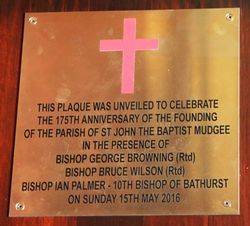 THIS PLAQUE WAS UNVEILED TO CELEBRATE
THE 175TH ANNIVERSARY OF THE FOUNDING
OF THE PARISH OF ST JOHN THE BAPTIST MUDGEE
IN THE PRESENCE OF
BISHOP GEORGE BROWNING (Rtd)
BISHOP BRUCE WILSON (Rtd)
BISHOP IAN PALMER - 10TH BISHOP OF BATHURST
ON SUNDAY 15TH MAY 2016